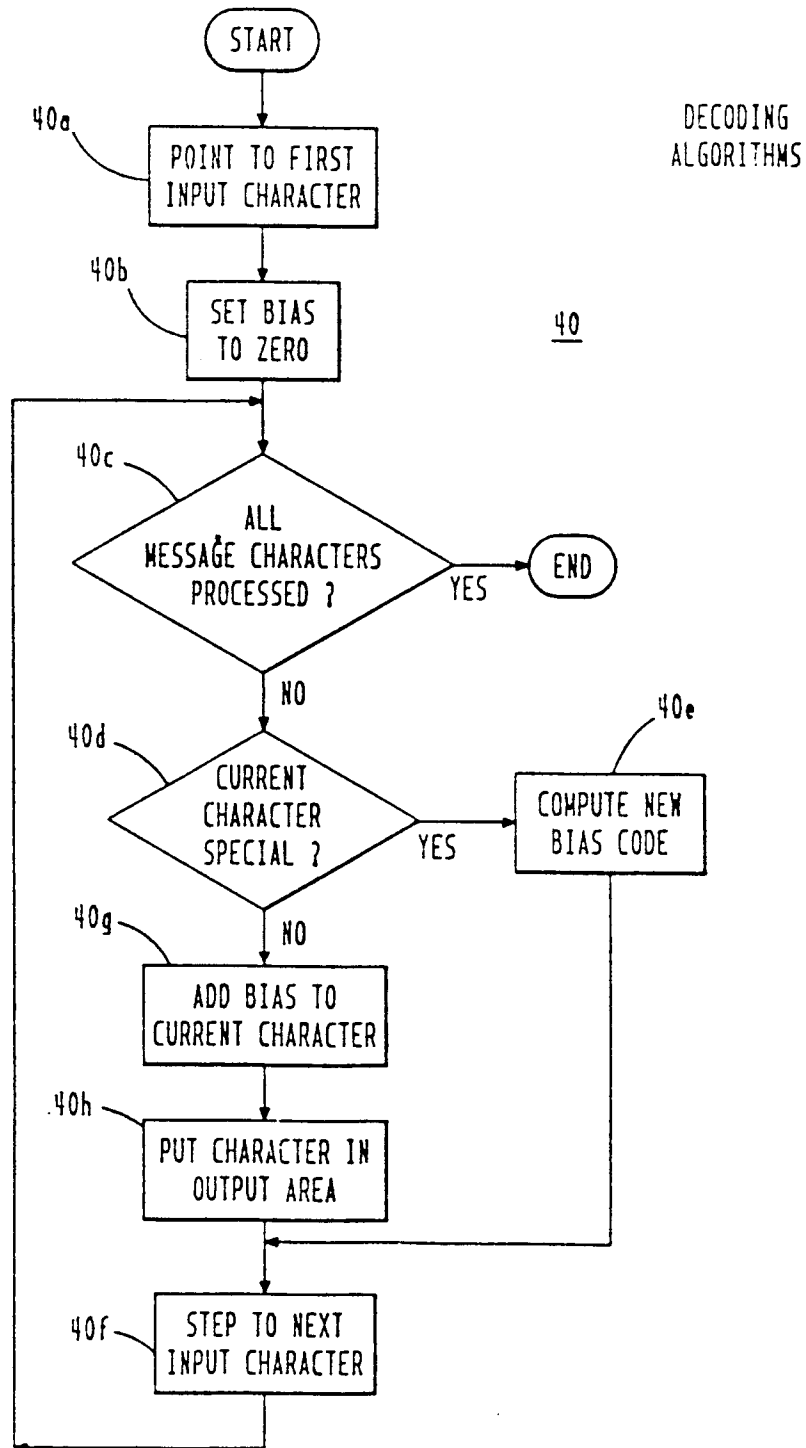 START
40a
POINT TO FIRST
INPUT CHARACTER
DECODING
ALGORITHMS
40b
SET BIAS
TO ZERO
40
40c
ALL
MESSAGE CHARACTERS
PROCESSED ?
YES
END
NO
40d
CURRENT
CHARACTER
SPECIAL ?
YES
40e
COMPUTE NEW
BIAS CODE
NO
40g
ADD BIAS TO
CURRENT CHARACTER
40h
PUT CHARACTER IN
OUTPUT AREA
40f
STEP TO NEXT
INPUT CHARACTER